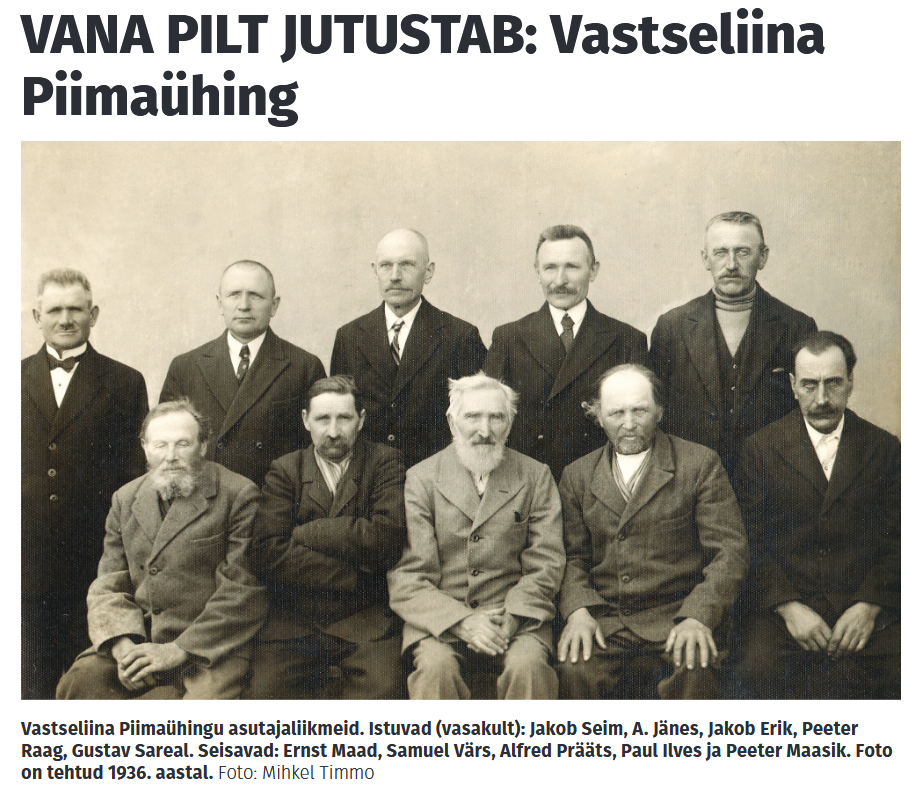 VANA PILT JUTUSTAB: Vastseliina
Piimaühing
Vastseliina Piimaühingu asutajaliikmeid. Istuvad (vasakult): Jakob Seim, A. Jänes, Jakob Erik, Peeter
Raag, Gustav Sareal. Seisavad: Ernst Maad, Samuel Värs, Alfred Prääts, Paul Ilves ja Peeter Maasik. Foto
on tehtud 1936. aastal. Foto: Mihkel Timmo